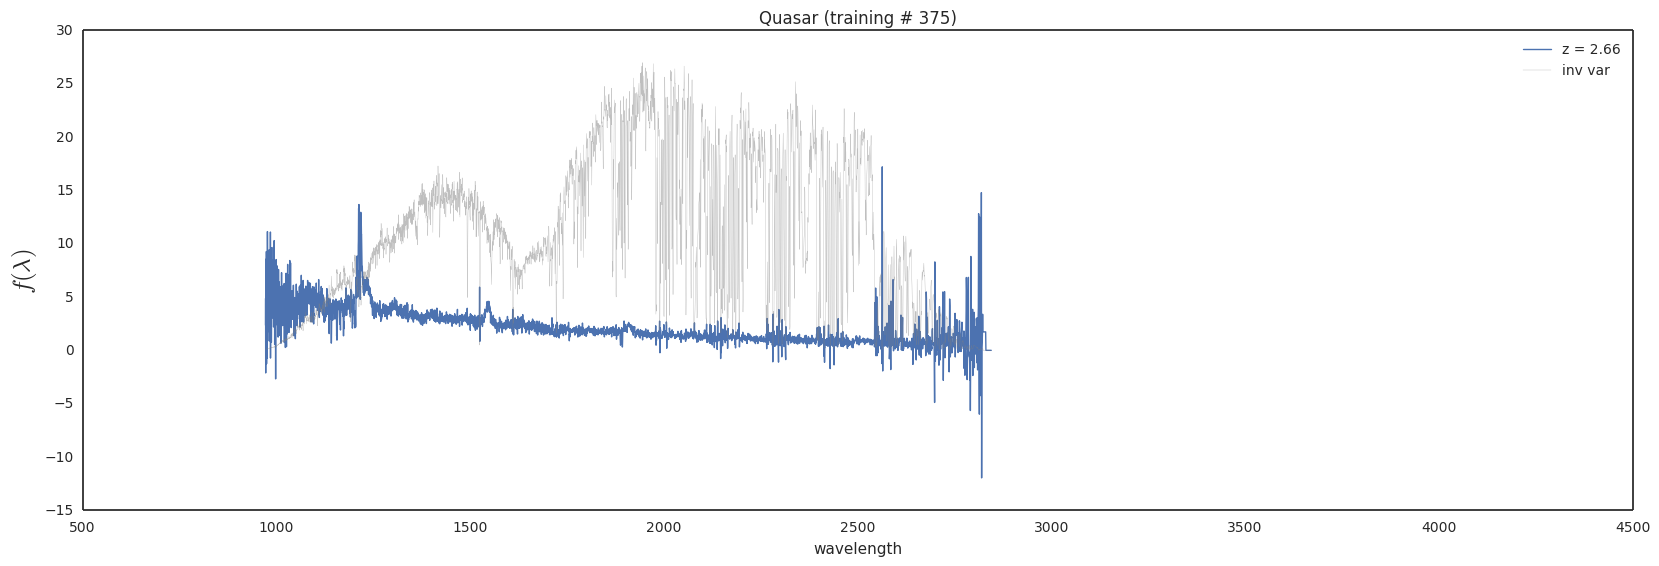 Quasar (training # 375)
30
25
20
15
10
5
0
−5
−10
−15
f(λ)
z = 2.66
inv var
500 1000 1500 2000 2500 3000 3500 4000 4500
wavelength